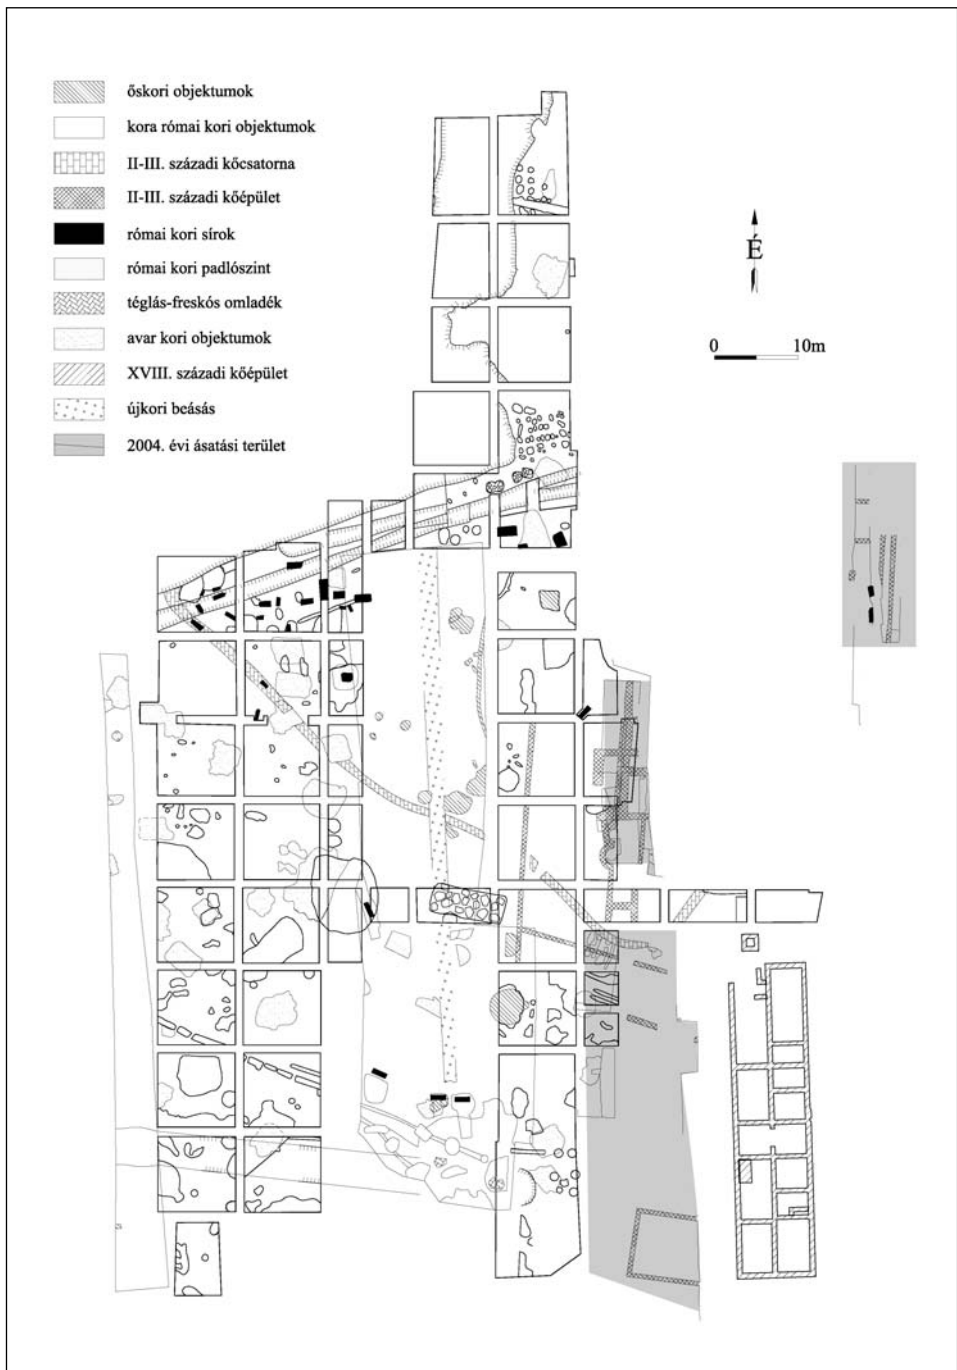 őskori objektumok
kora római kori objektumok
II-III. századi kőcsatorna
II-III. századi kőépület
római kori sírok
római kori padlószint
téglás-freskós omladék
avar kori objektumok
XVIII. századi kőépület
újkori beásás
2004. évi ásatási terület
É
0 10m